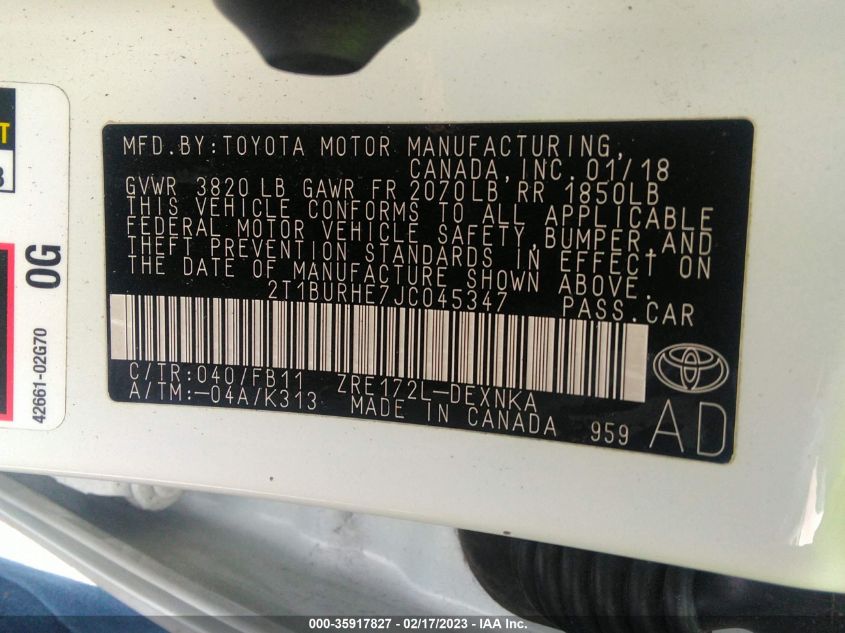 MFD.BY:TOYOTA MOTOR MANUFACTURING,
CANADA,INC.01/18
GVWR 3820 LB GAWR FR 2070LB RR 1850LB
THIS VEHICLE CONFORMS TO ALL APPLICABLE
FEDERAL MOTOR VEHICLE SAFETY,BUMPER,AND
THEFT PREVENTION STANDARDS IN EFFECT ON
THE DATE OF MANUFACTURE SHOWN ABOVE.
2T1BURHE7JC045347 PASS.CAR
C/TR:040/FB11 ZRE172L-DEXNKA
A/TM:-04A/K313 MADE IN CANADA 959 AD
0G
42661-02G70
000-35917827 - 02/17/2023 - IAA Inc.